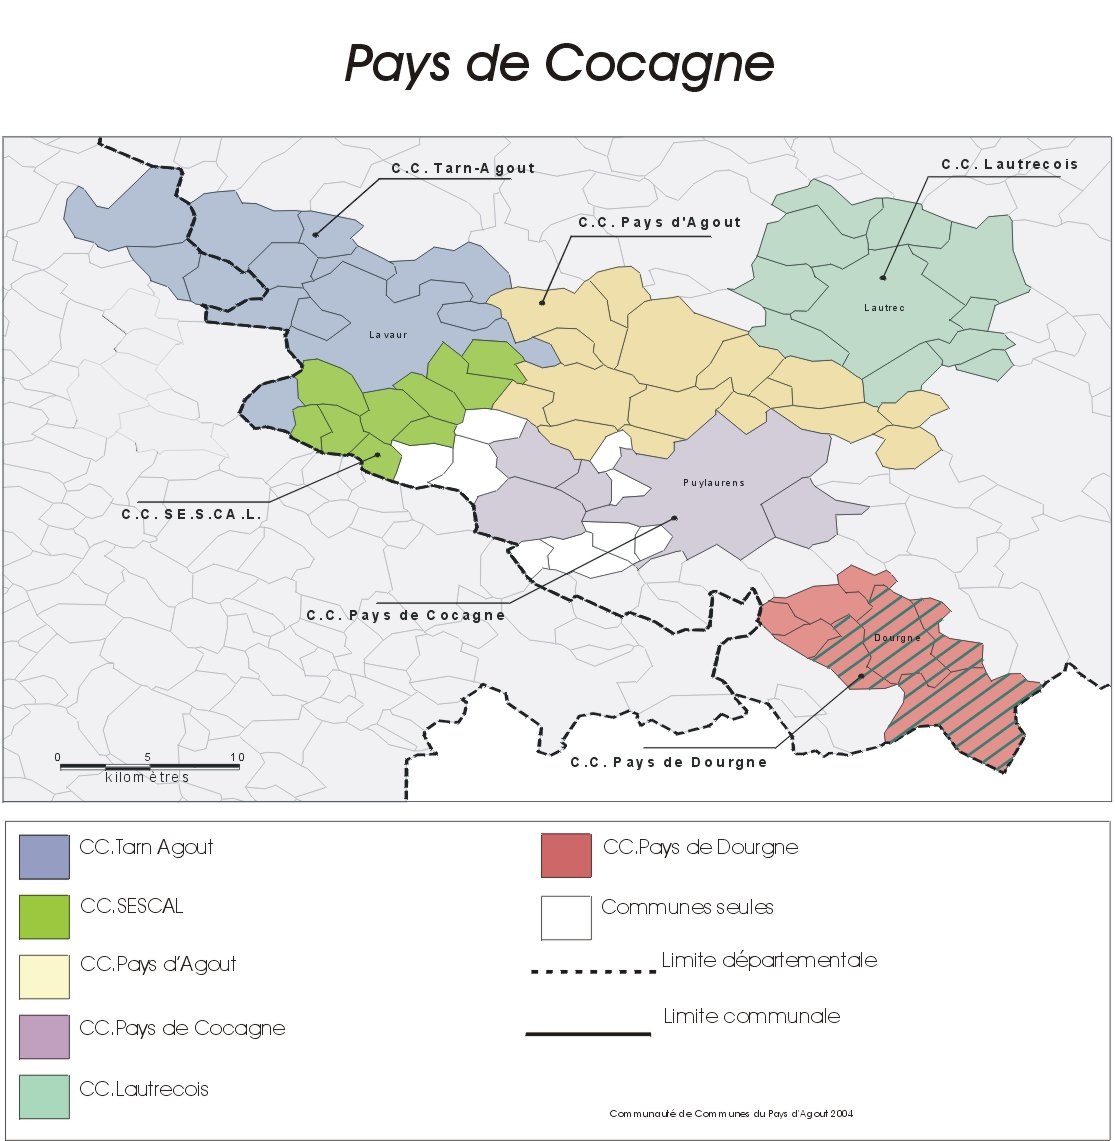 Pays de Cocagne
C.C. Tarn-Agout
C.C. Lautrecois
C.C. Pays d'Agout
Lautrec
Lavaur
Puylaurens
C.C. SE.S.CA.L.
C.C. Pays de Cocagne
Dourgne
C.C. Pays de Dourgne
0 5 10
kilomètres
CC.Tarn Agout
CC.SESCAL
CC.Pays d'Agout
CC.Pays de Cocagne
CC.Lautrecois
CC.Pays de Dourgne
Communes seules
Limite départementale
Limite communale
Communauté de Communes du Pays d'Agout 2004